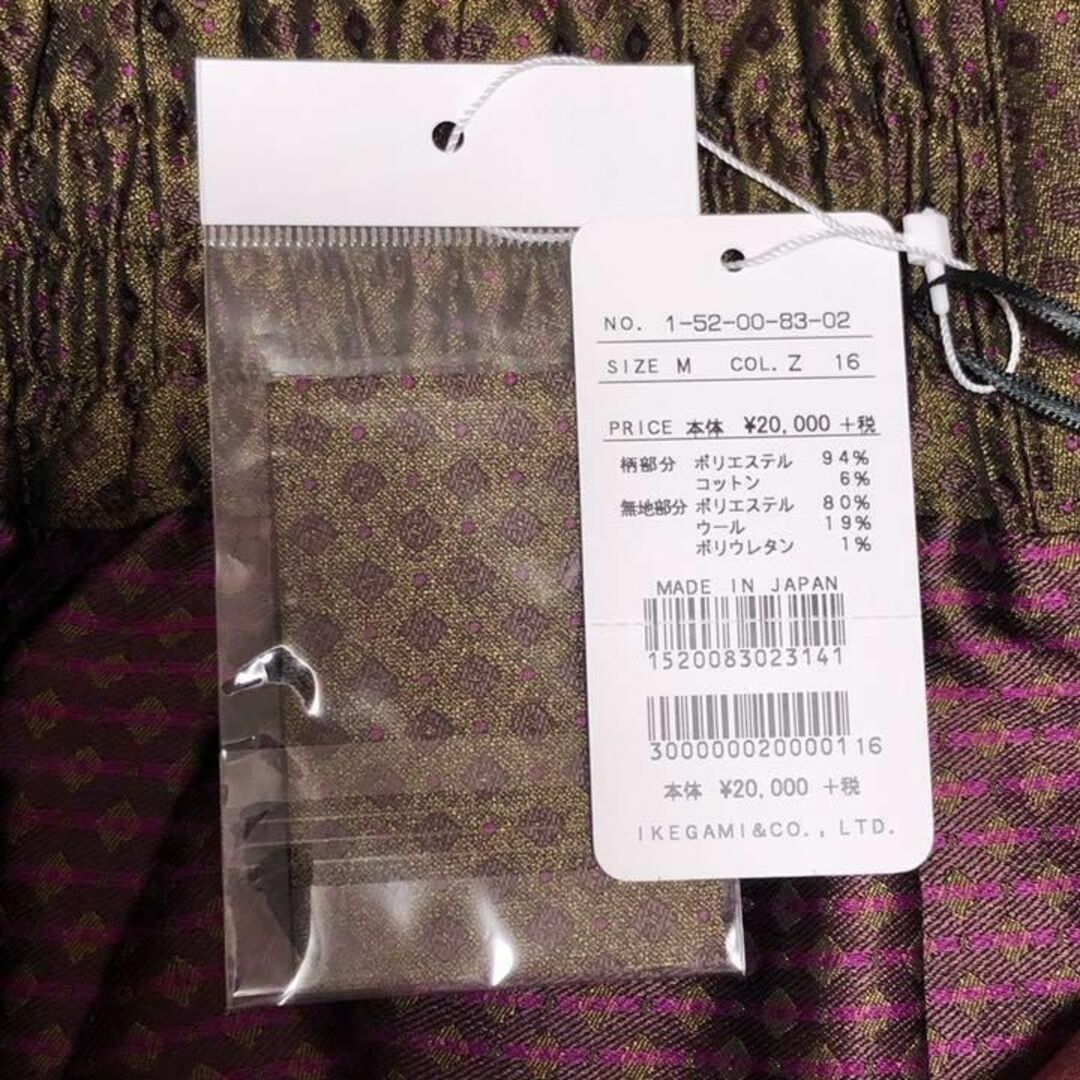 NO. 1-52-00-83-02
SIZE M COL. Z 16
PRICE 本体 ¥20,000 +税
柄部分 ポリエステル 94%
コットン 6%
無地部分 ポリエステル 80%
ウール 19%
ポリウレタン 1%
MADE IN JAPAN
1520083023141
3000000200001 16
本体 ¥20,000 +税
IKEGAMI&CO., LTD.